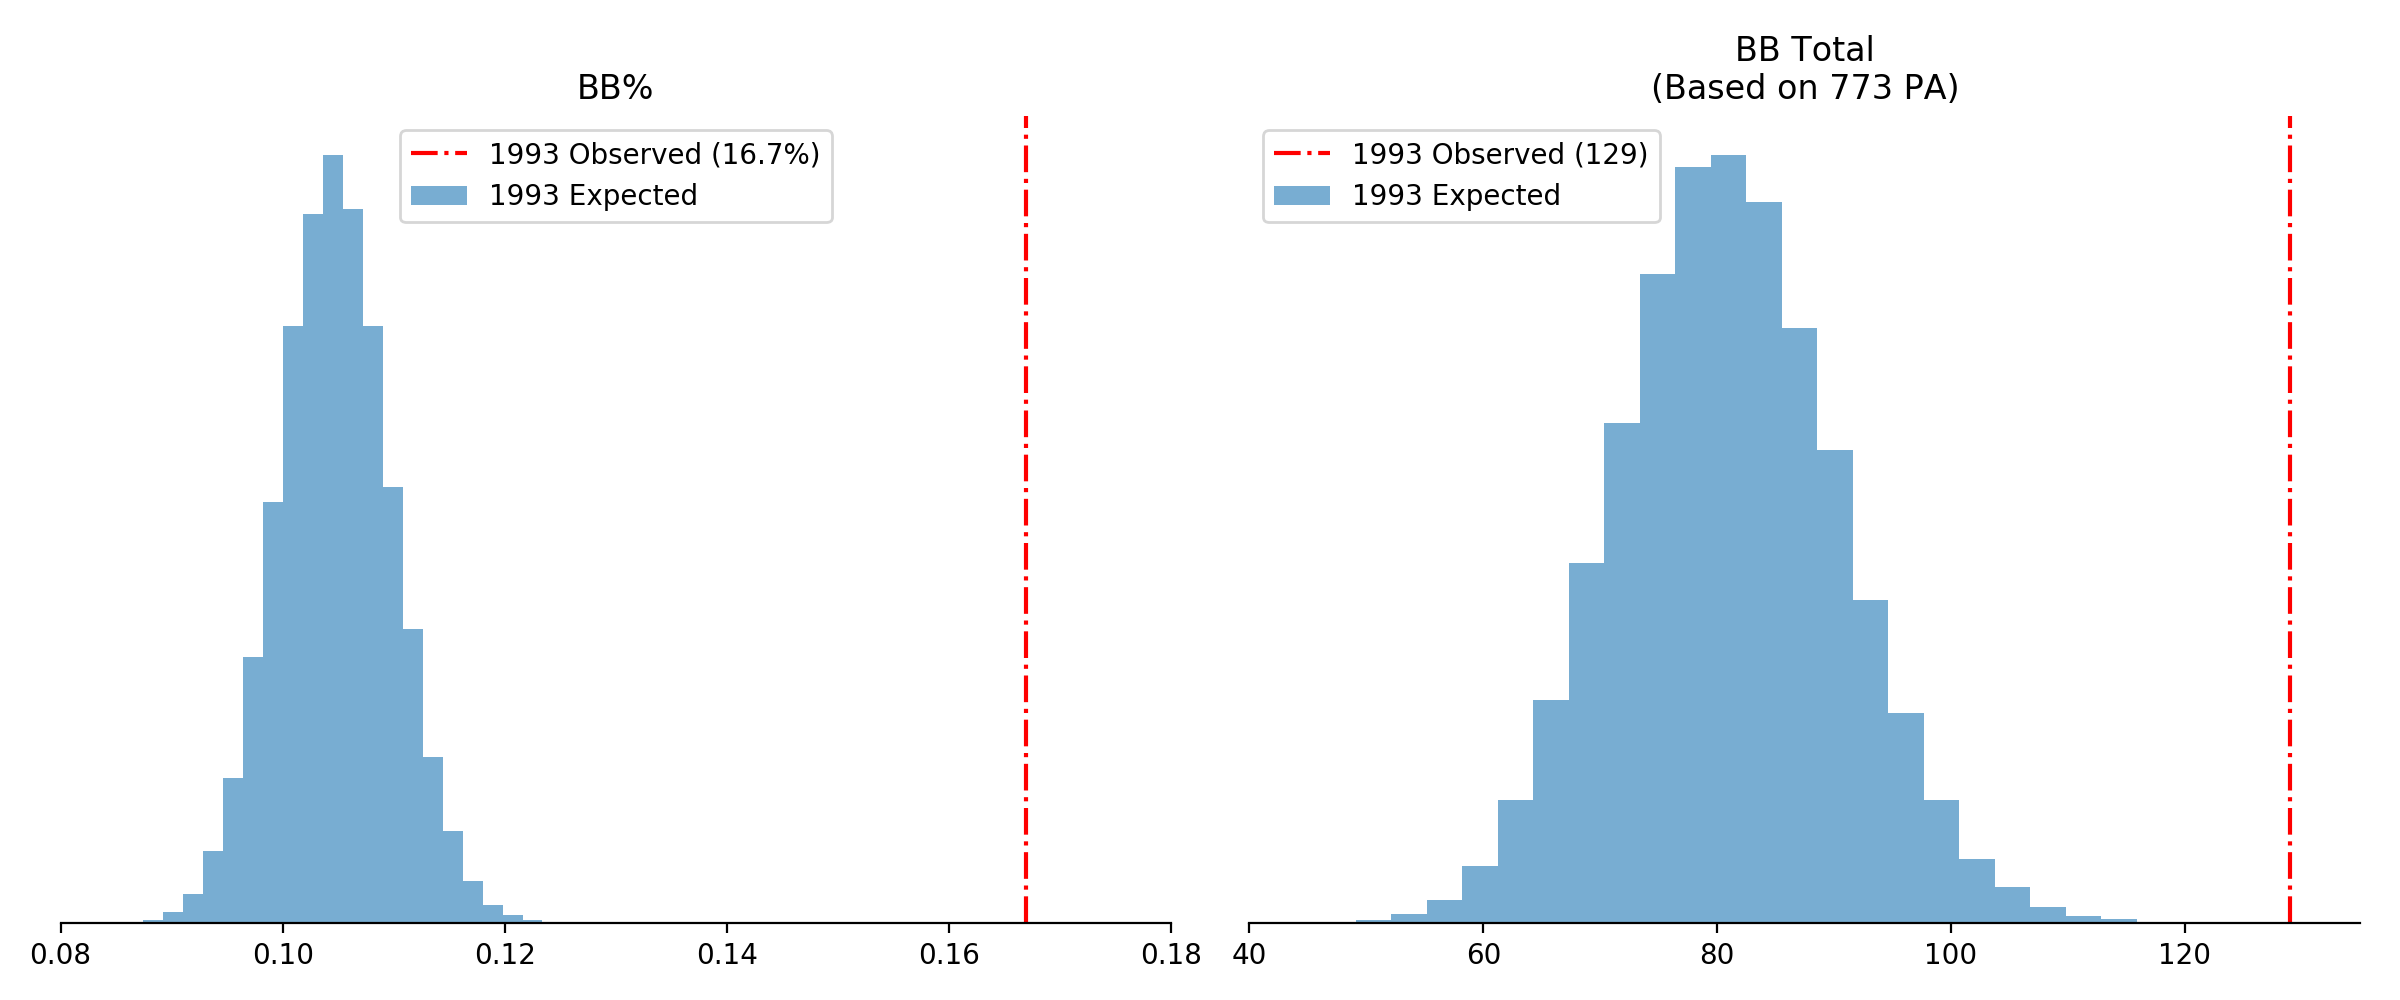 BB%
1993 Observed (16.7%)
1993 Expected
0.08 0.10 0.12 0.14 0.16 0.18
BB Total
(Based on 773 PA)
1993 Observed (129)
1993 Expected
40 60 80 100 120